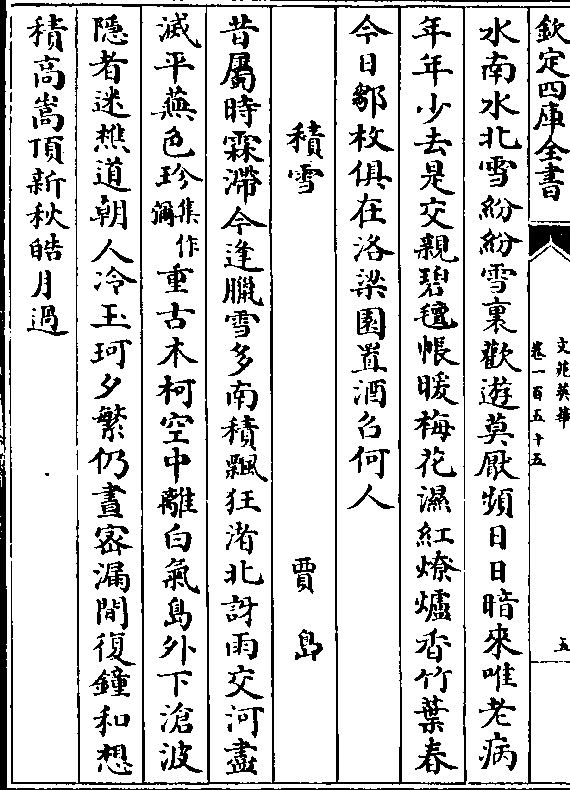 欽定四庫全書
文苑英華
卷一百五十五
五
水南水北雪紛紛雪裏歡遊莫厭頻日日暗來唯老病
年年少去是交親碧氊帳暖梅花濕紅燎爐香竹葉春
今日鄒枚俱在洛梁園置酒召何人
積雪
賈島
昔屬時霖滯今逢臘雪多南積飄狂渚北訝雨交河盡
滅平蕪色珍集作彌重古木柯空中離白氣島外下滄波
隱者迷樵道朝人冷玉珂夕繁仍晝密漏間復鐘和想
積高嵩頂新秋皓月過